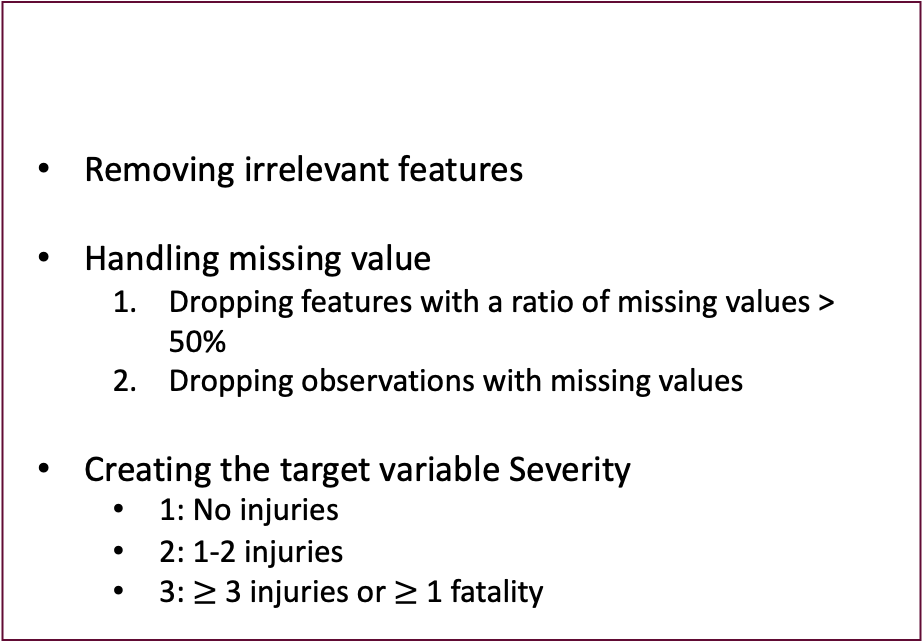 • Removing irrelevant features
• Handling missing value
1. Dropping features with a ratio of missing values >
50%
2. Dropping observations with missing values
• Creating the target variable Severity
• 1: No injuries
• 2: 1-2 injuries
• 3: ≥ 3 injuries or ≥ 1 fatality